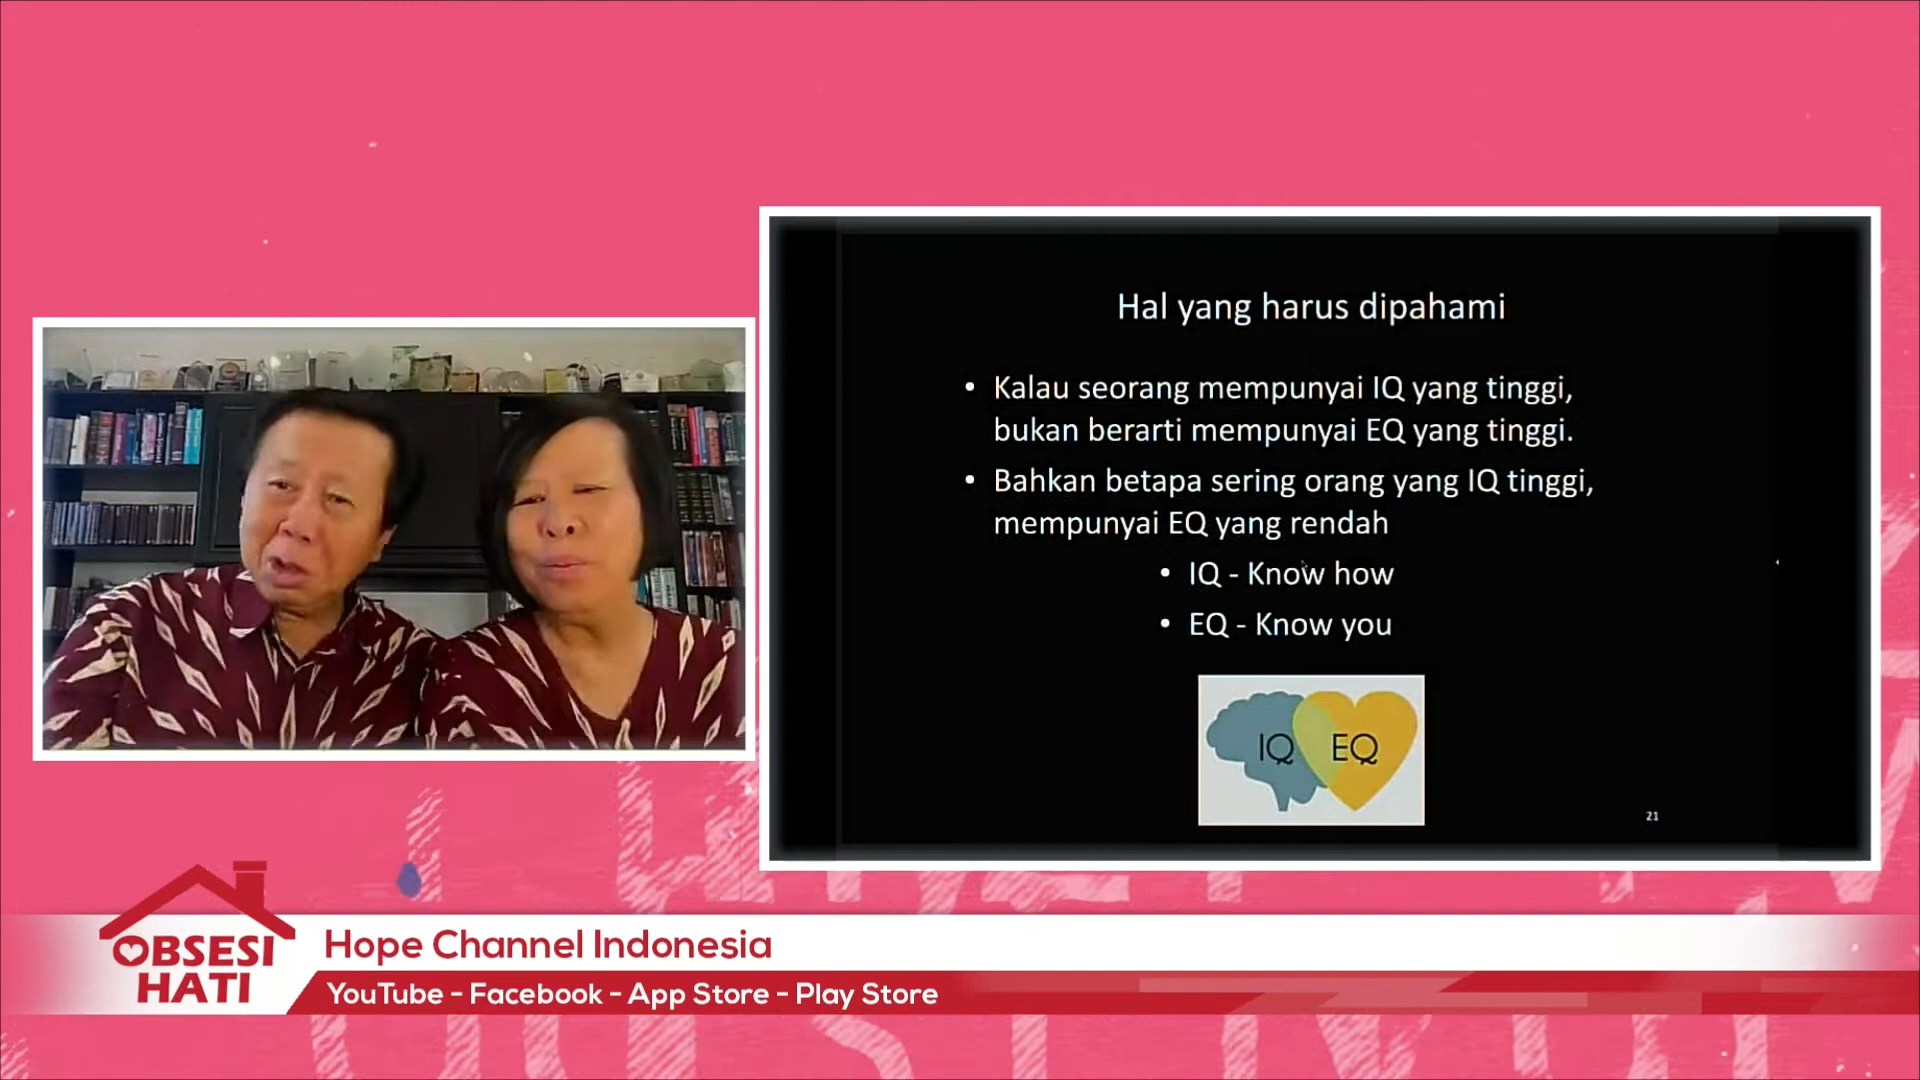 Hal yang harus dipahami
• Kalau seorang mempunyai IQ yang tinggi,
bukan berarti mempunyai EQ yang tinggi.
• Bahkan betapa sering orang yang IQ tinggi,
mempunyai EQ yang rendah
• IQ - Know how
• EQ - Know you
IQ EQ
21
OBSESI
HATI
Hope Channel Indonesia
YouTube - Facebook - App Store - Play Store